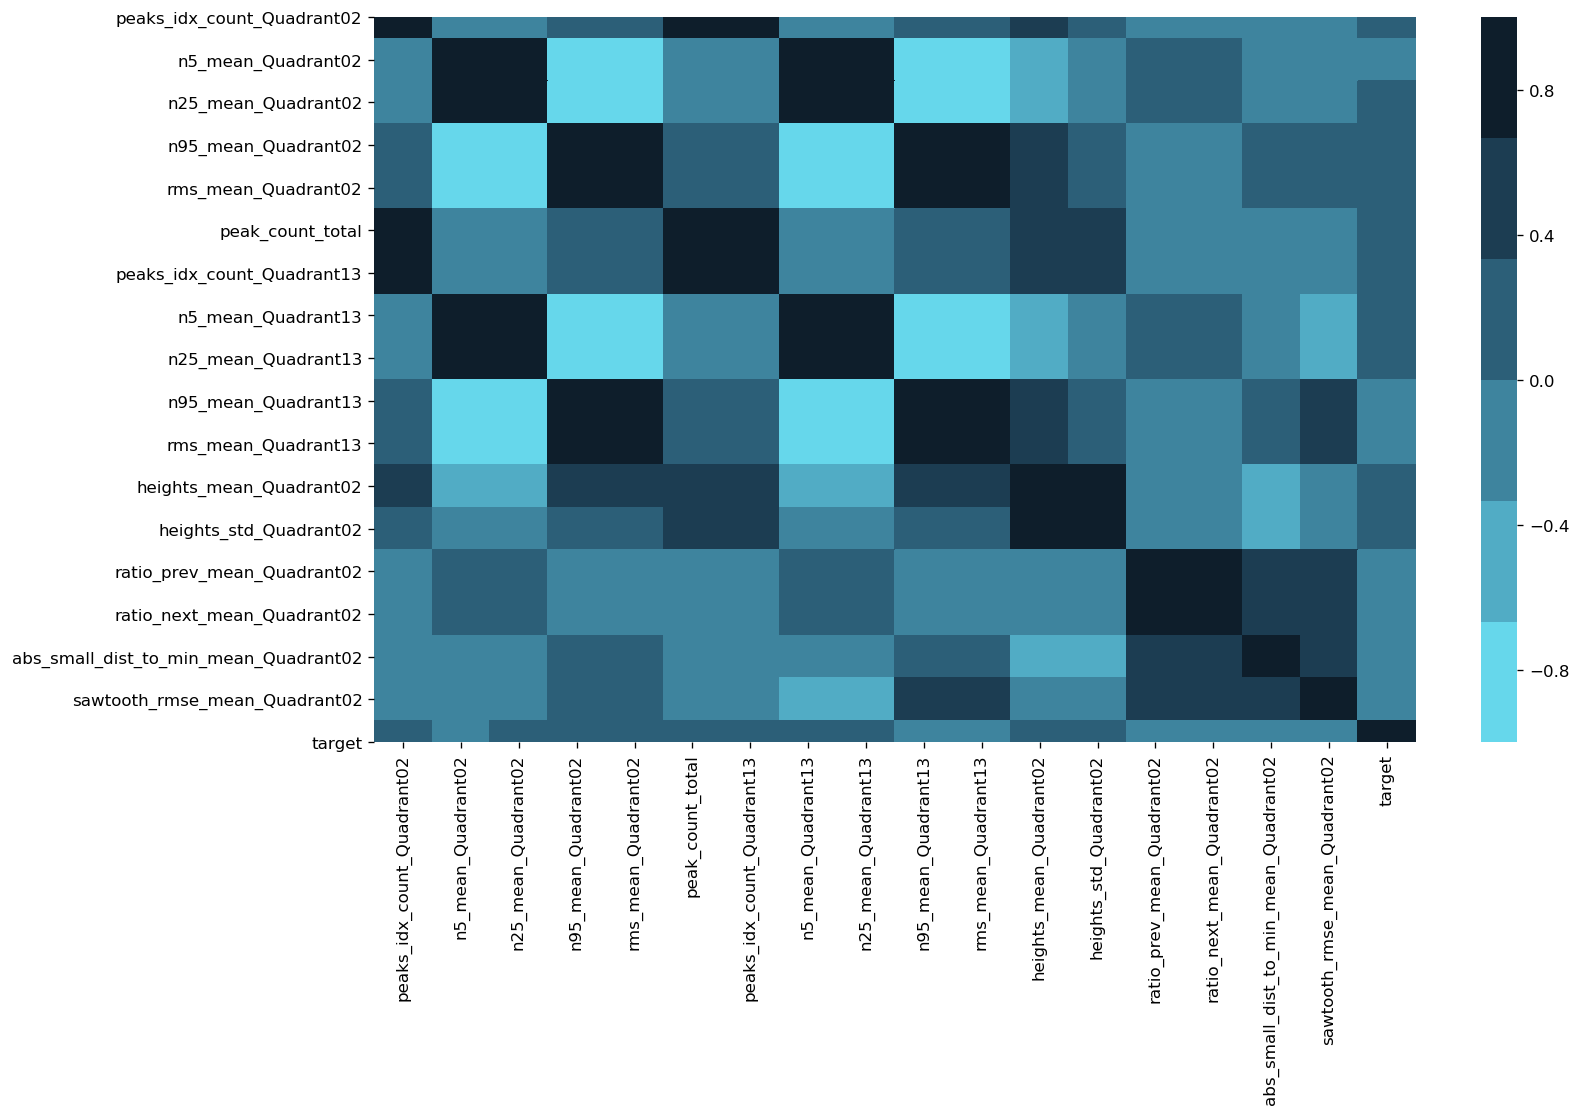 peaks_idx_count_Quadrant02
n5_mean_Quadrant02
n25_mean_Quadrant02
n95_mean_Quadrant02
rms_mean_Quadrant02
peak_count_total
peaks_idx_count_Quadrant13
n5_mean_Quadrant13
n25_mean_Quadrant13
n95_mean_Quadrant13
rms_mean_Quadrant13
heights_mean_Quadrant02
heights_std_Quadrant02
ratio_prev_mean_Quadrant02
ratio_next_mean_Quadrant02
abs_small_dist_to_min_mean_Quadrant02
sawtooth_rmse_mean_Quadrant02
target
peaks_idx_count_Quadrant02
n5_mean_Quadrant02
n25_mean_Quadrant02
n95_mean_Quadrant02
rms_mean_Quadrant02
peak_count_total
peaks_idx_count_Quadrant13
n5_mean_Quadrant13
n25_mean_Quadrant13
n95_mean_Quadrant13
rms_mean_Quadrant13
heights_mean_Quadrant02
heights_std_Quadrant02
ratio_prev_mean_Quadrant02
ratio_next_mean_Quadrant02
abs_small_dist_to_min_mean_Quadrant02
sawtooth_rmse_mean_Quadrant02
target
0.8
0.4
0.0
−0.4
−0.8